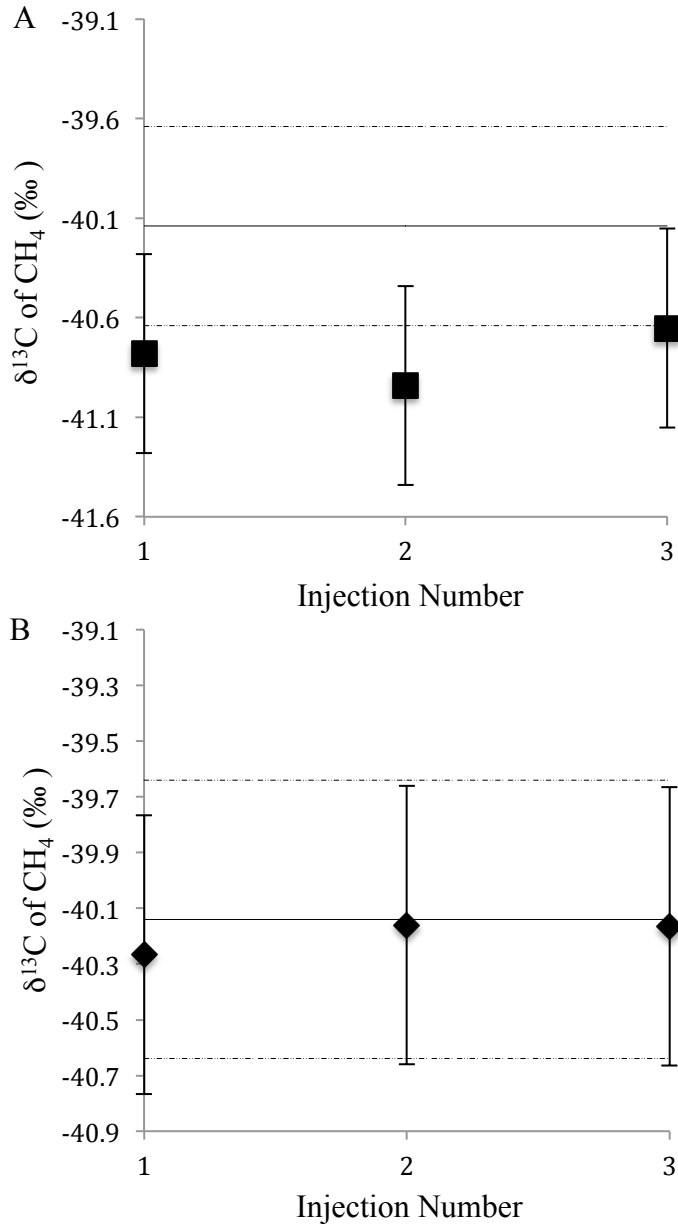 A
-39.1
-39.6
-40.1
-40.6
-41.1
-41.6
δ¹³C of CH₄ (‰)
1 2 3
Injection Number
B
-39.1
-39.3
-39.5
-39.7
-39.9
-40.1
-40.3
-40.5
-40.7
-40.9
δ¹³C of CH₄ (‰)
1 2 3
Injection Number